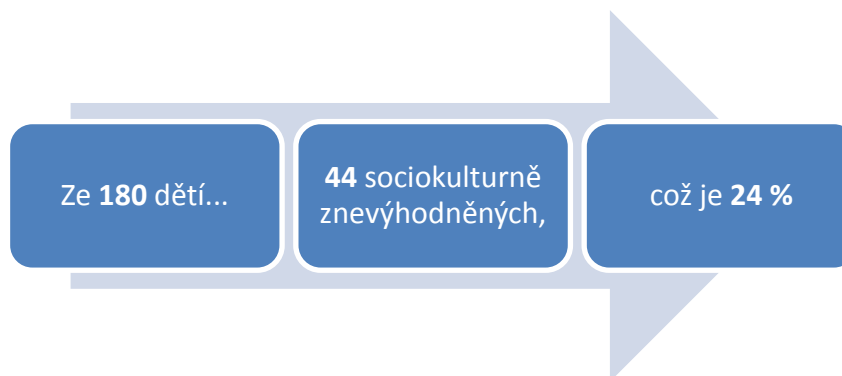 Ze 180 dětí...
44 sociokulturně
znevýhodněných,
což je 24 %